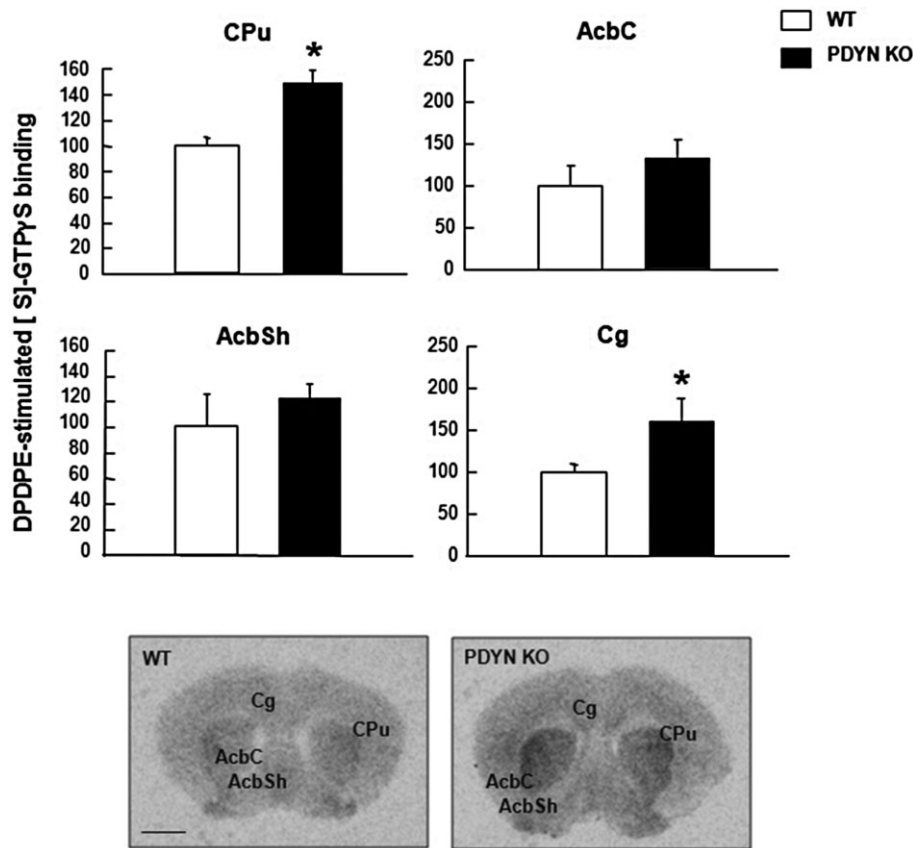 WT
PDYN KO
CPu
*
160
140
120
100
80
60
40
20
0
AcbC
250
200
150
100
50
0
DPDPE-stimulated [ S]-GTPγS binding
AcbSh
160
140
120
100
80
60
40
20
0
Cg
*
250
200
150
100
50
0
WT
Cg
CPu
AcbC
AcbSh
PDYN KO
Cg
CPu
AcbC
AcbSh